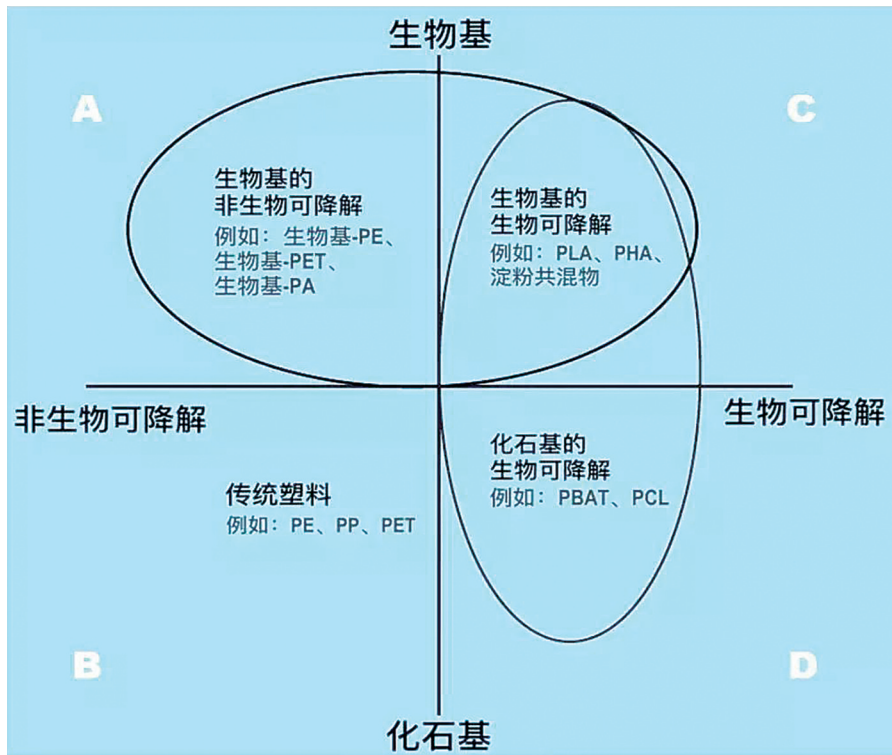 生物基
A
C
生物基的
非生物可降解
例如：生物基-PE、
生物基-PET、
生物基-PA
生物基的
生物可降解
例如：PLA、PHA、
淀粉共混物
非生物可降解
生物可降解
传统塑料
例如：PE、PP、PET
化石基的
生物可降解
例如：PBAT、PCL
B
D
化石基